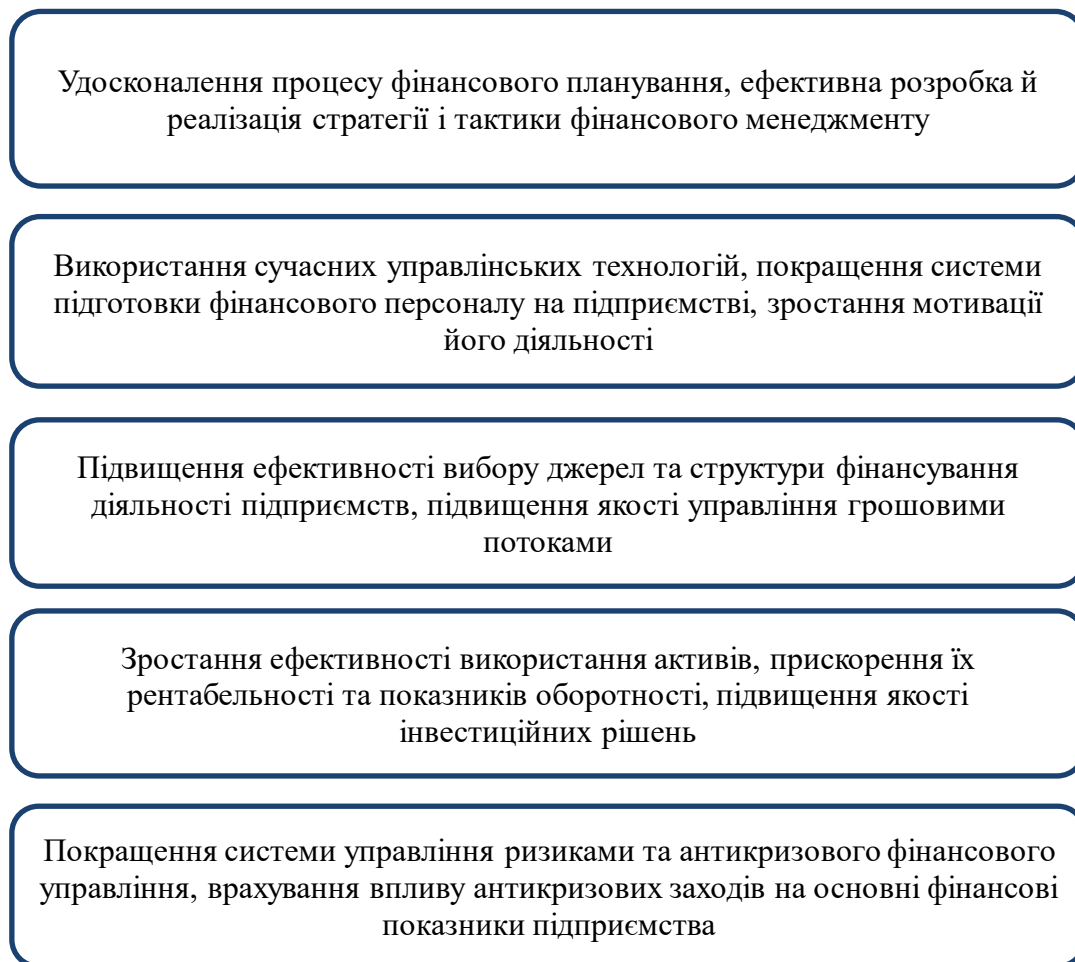 Удосконалення процесу фінансового планування, ефективна розробка й
реалізація стратегії і тактики фінансового менеджменту
Використання сучасних управлінських технологій, покращення системи
підготовки фінансового персоналу на підприємстві, зростання мотивації
його діяльності
Підвищення ефективності вибору джерел та структури фінансування
діяльності підприємств, підвищення якості управління грошовими
потоками
Зростання ефективності використання активів, прискорення їх
рентабельності та показників оборотності, підвищення якості
інвестиційних рішень
Покращення системи управління ризиками та антикризового фінансового
управління, врахування впливу антикризових заходів на основні фінансові
показники підприємства